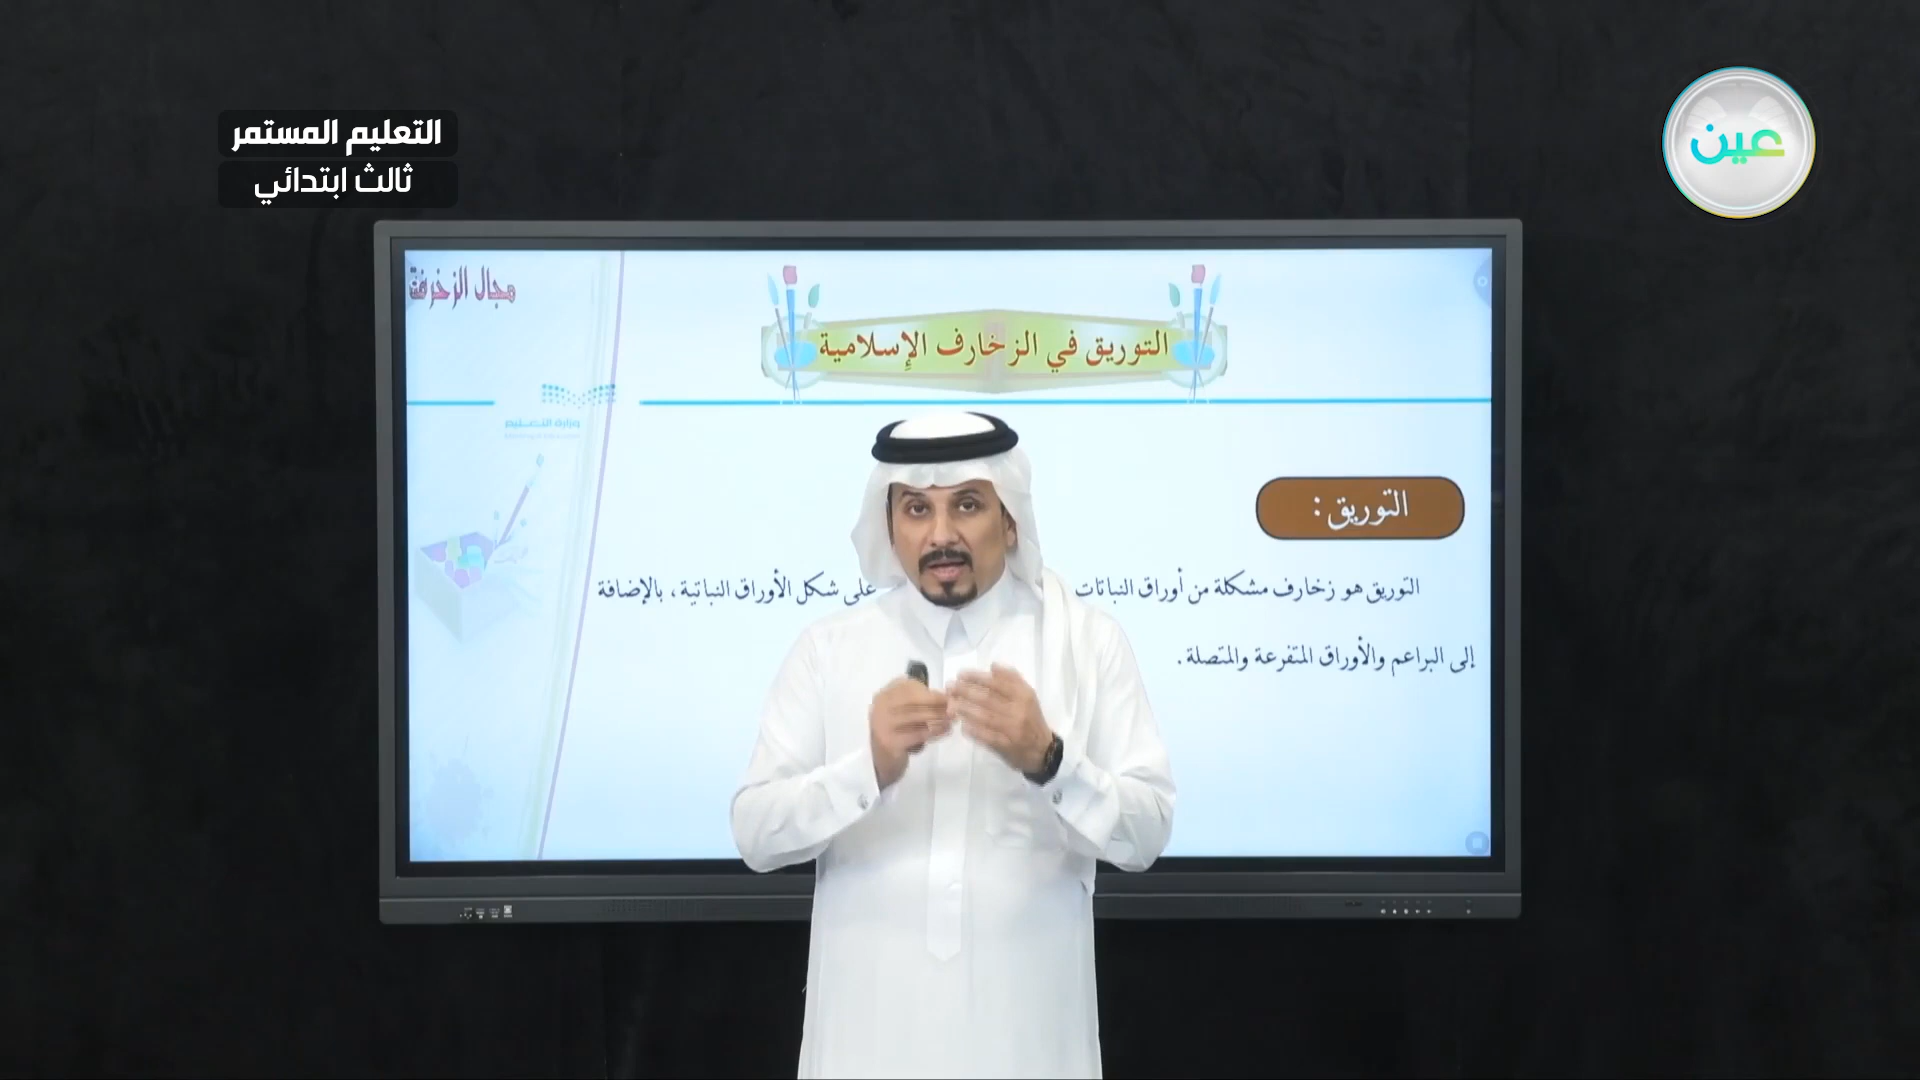 التعليم المستمر
ثالث ابتدائي
عين
مجال الزخرفة
التوريق في الزخارف الإسلامية
وزارة التعليم
التوريق :
التوريق هو زخارف مشكلة من أوراق النباتات على شكل الأوراق النباتية ، بالإضافة
إلى البراعم والأوراق المتفرعة والمتصلة .